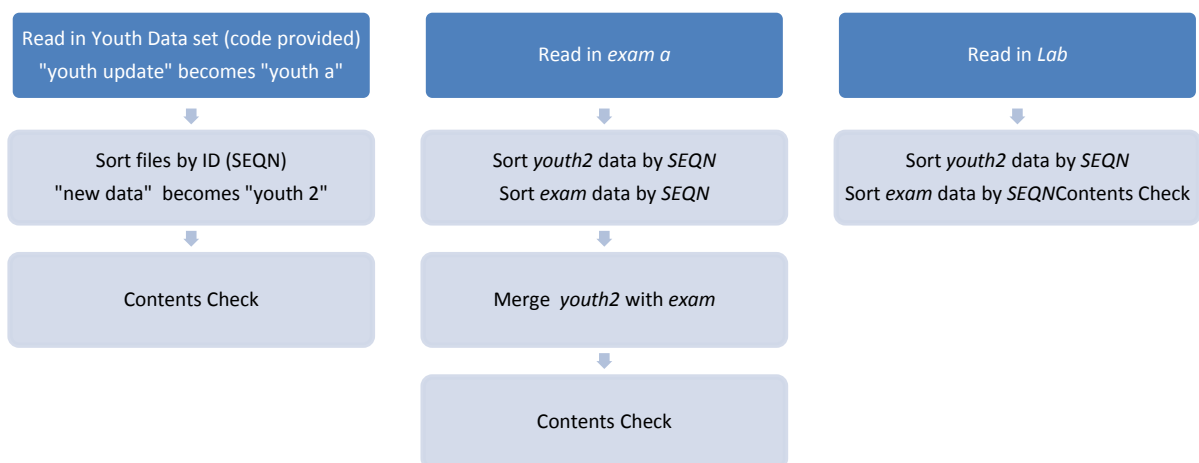 Read in Youth Data set (code provided)
"youth update" becomes "youth a"
Sort files by ID (SEQN)
"new data"  becomes "youth 2"
Contents Check
Read in exam a
Sort youth2 data by SEQN
Sort exam data by SEQN
Merge  youth2 with exam
Contents Check
Read in Lab
Sort youth2 data by SEQN
Sort exam data by SEQNContents Check